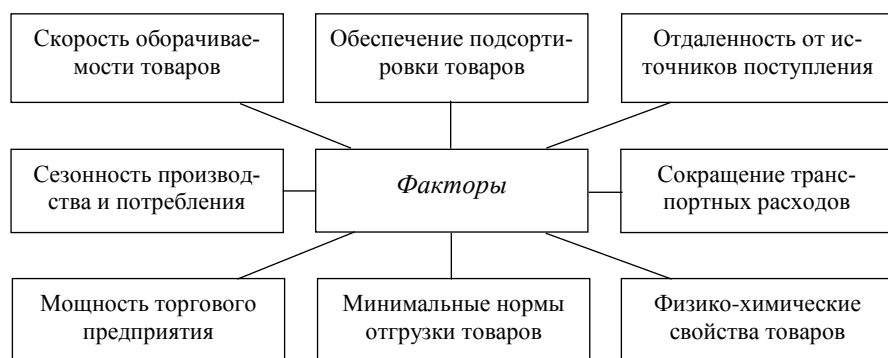 Скорость оборачивае-
мости товаров
Обеспечение подсорти-
ировки товаров
Отдаленность от ис-
точников поступления
Сезонность производ-
ства и потребления
Факторы
Сокращение транс-
портных расходов
Мощность торгового
предприятия
Минимальные нормы
отгрузки товаров
Физико-химические
свойства товаров